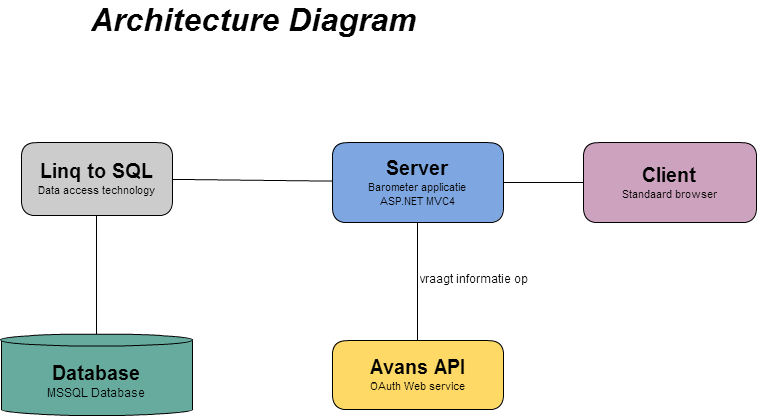 Architecture Diagram
Linq to SQL
Data access technology
Server
Barometer applicatie
ASP.NET MVC4
Client
Standaard browser
vraagt informatie op
Database
MSSQL Database
Avans API
OAuth Web service